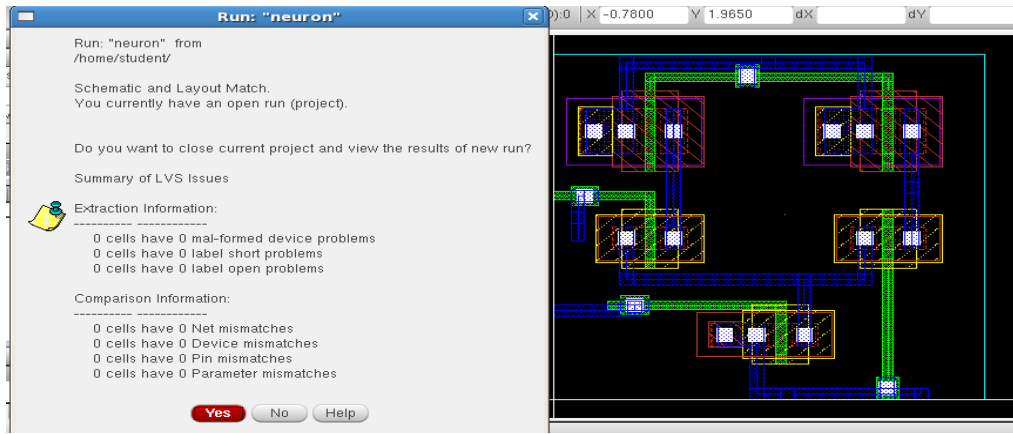 Run: "neuron"
):0 X -0.7800 Y 1.9650 dX dY
Run: "neuron" from
/home/student/
Schematic and Layout Match.
You currently have an open run (project).
Do you want to close current project and view the results of new run?
Summary of LVS Issues
Extraction Information:
---------- ------------
0 cells have 0 mal-formed device problems
0 cells have 0 label short problems
0 cells have 0 label open problems
Comparison Information:
---------- ------------
0 cells have 0 Net mismatches
0 cells have 0 Device mismatches
0 cells have 0 Pin mismatches
0 cells have 0 Parameter mismatches
Yes No Help